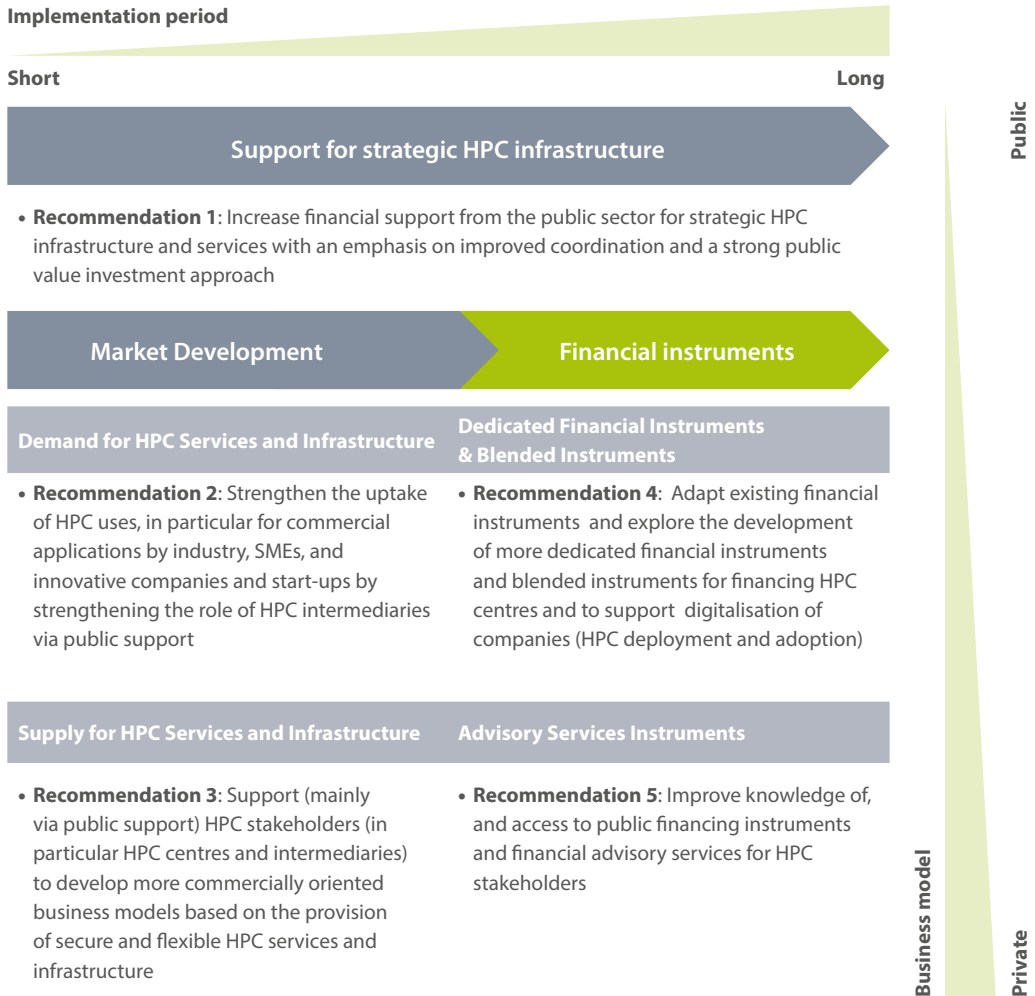 Implementation period
Short
Long
Support for strategic HPC infrastructure
• Recommendation 1: Increase financial support from the public sector for strategic HPC
infrastructure and services with an emphasis on improved coordination and a strong public
value investment approach
Market Development
Financial instruments
Demand for HPC Services and Infrastructure
• Recommendation 2: Strengthen the uptake
of HPC uses, in particular for commercial
applications by industry, SMEs, and
innovative companies and start-ups by
strengthening the role of HPC intermediaries
via public support
Dedicated Financial Instruments
& Blended Instruments
• Recommendation 4: Adapt existing financial
instruments and explore the development
of more dedicated financial instruments
and blended instruments for financing HPC
centres and to support digitalisation of
companies (HPC deployment and adoption)
Supply for HPC Services and Infrastructure
• Recommendation 3: Support (mainly
via public support) HPC stakeholders (in
particular HPC centres and intermediaries)
to develop more commercially oriented
business models based on the provision
of secure and flexible HPC services and
infrastructure
Advisory Services Instruments
• Recommendation 5: Improve knowledge of,
and access to public financing instruments
and financial advisory services for HPC
stakeholders
Business model
Public
Private